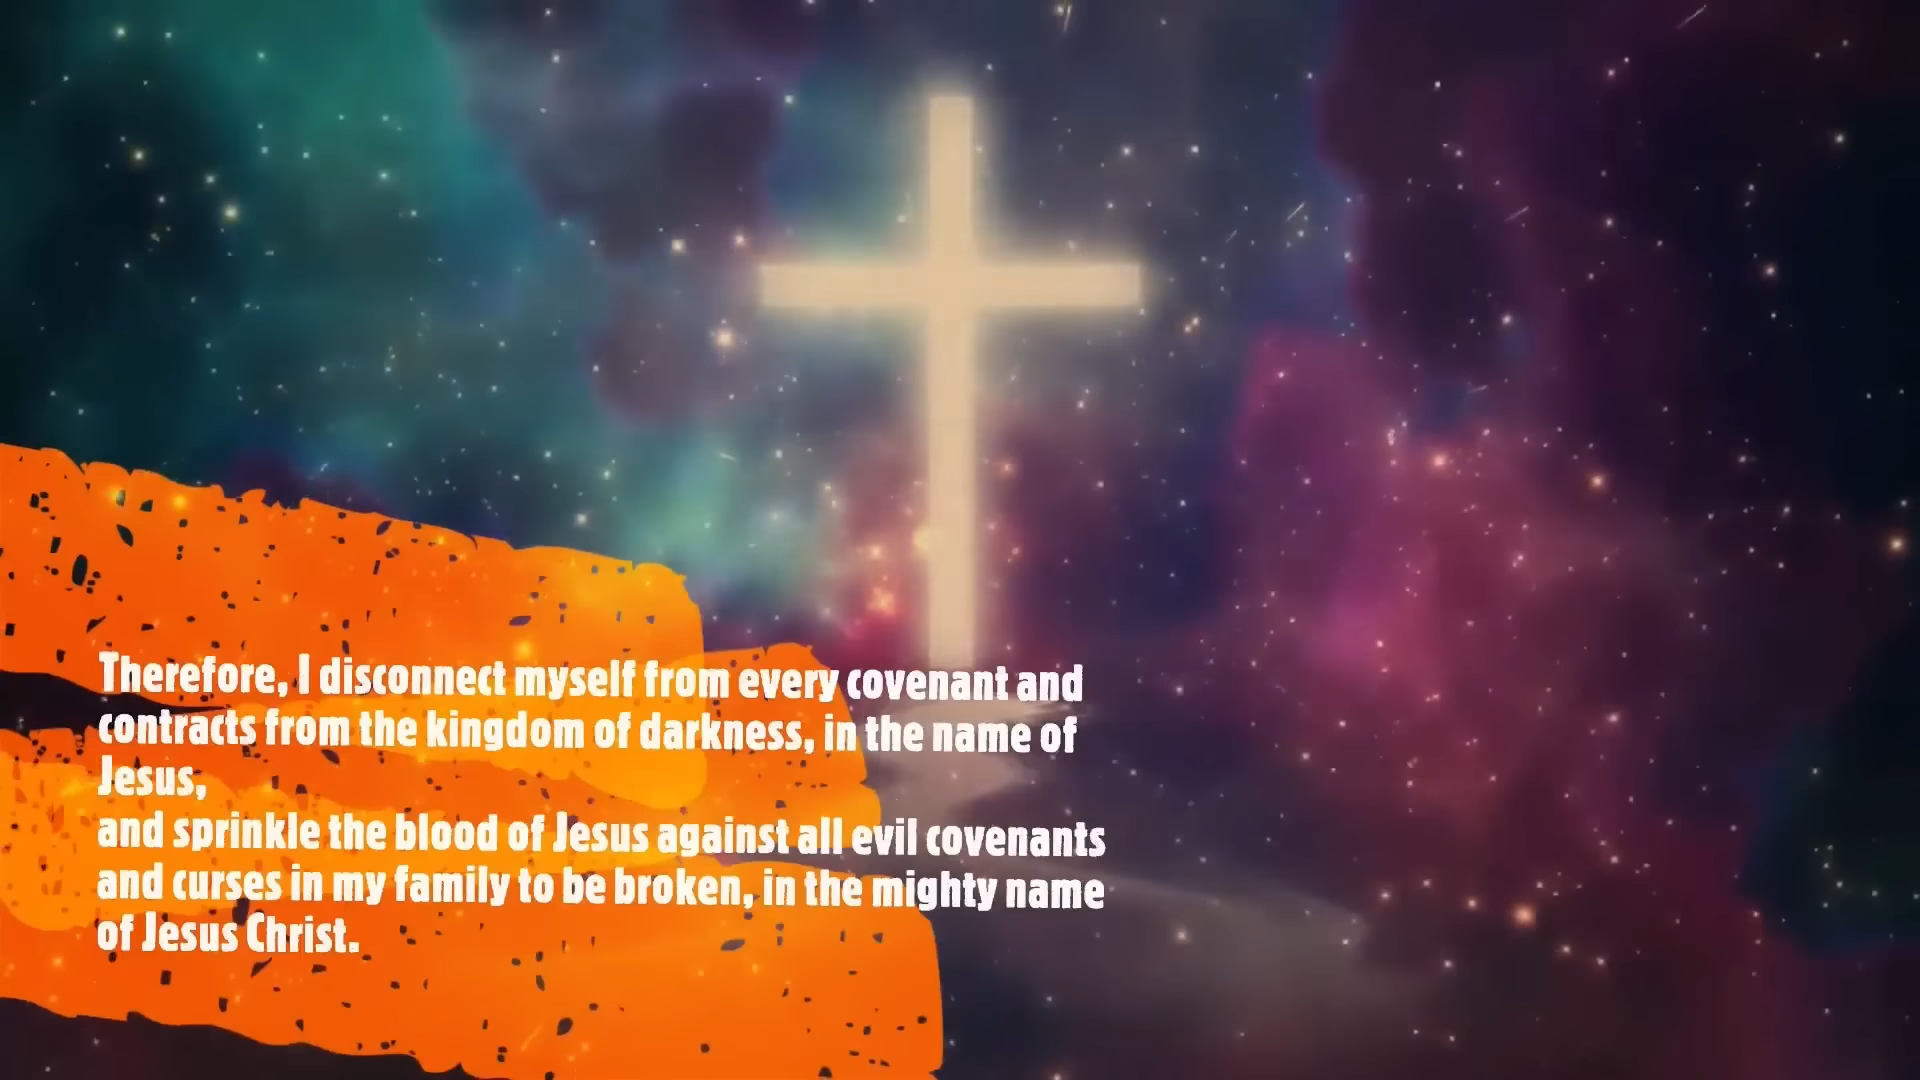 Therefore, I disconnect myself from every covenant and
contracts from the kingdom of darkness, in the name of
Jesus,
and sprinkle the blood of Jesus against all evil covenants
and curses in my family to be broken, in the mighty name
of Jesus Christ.